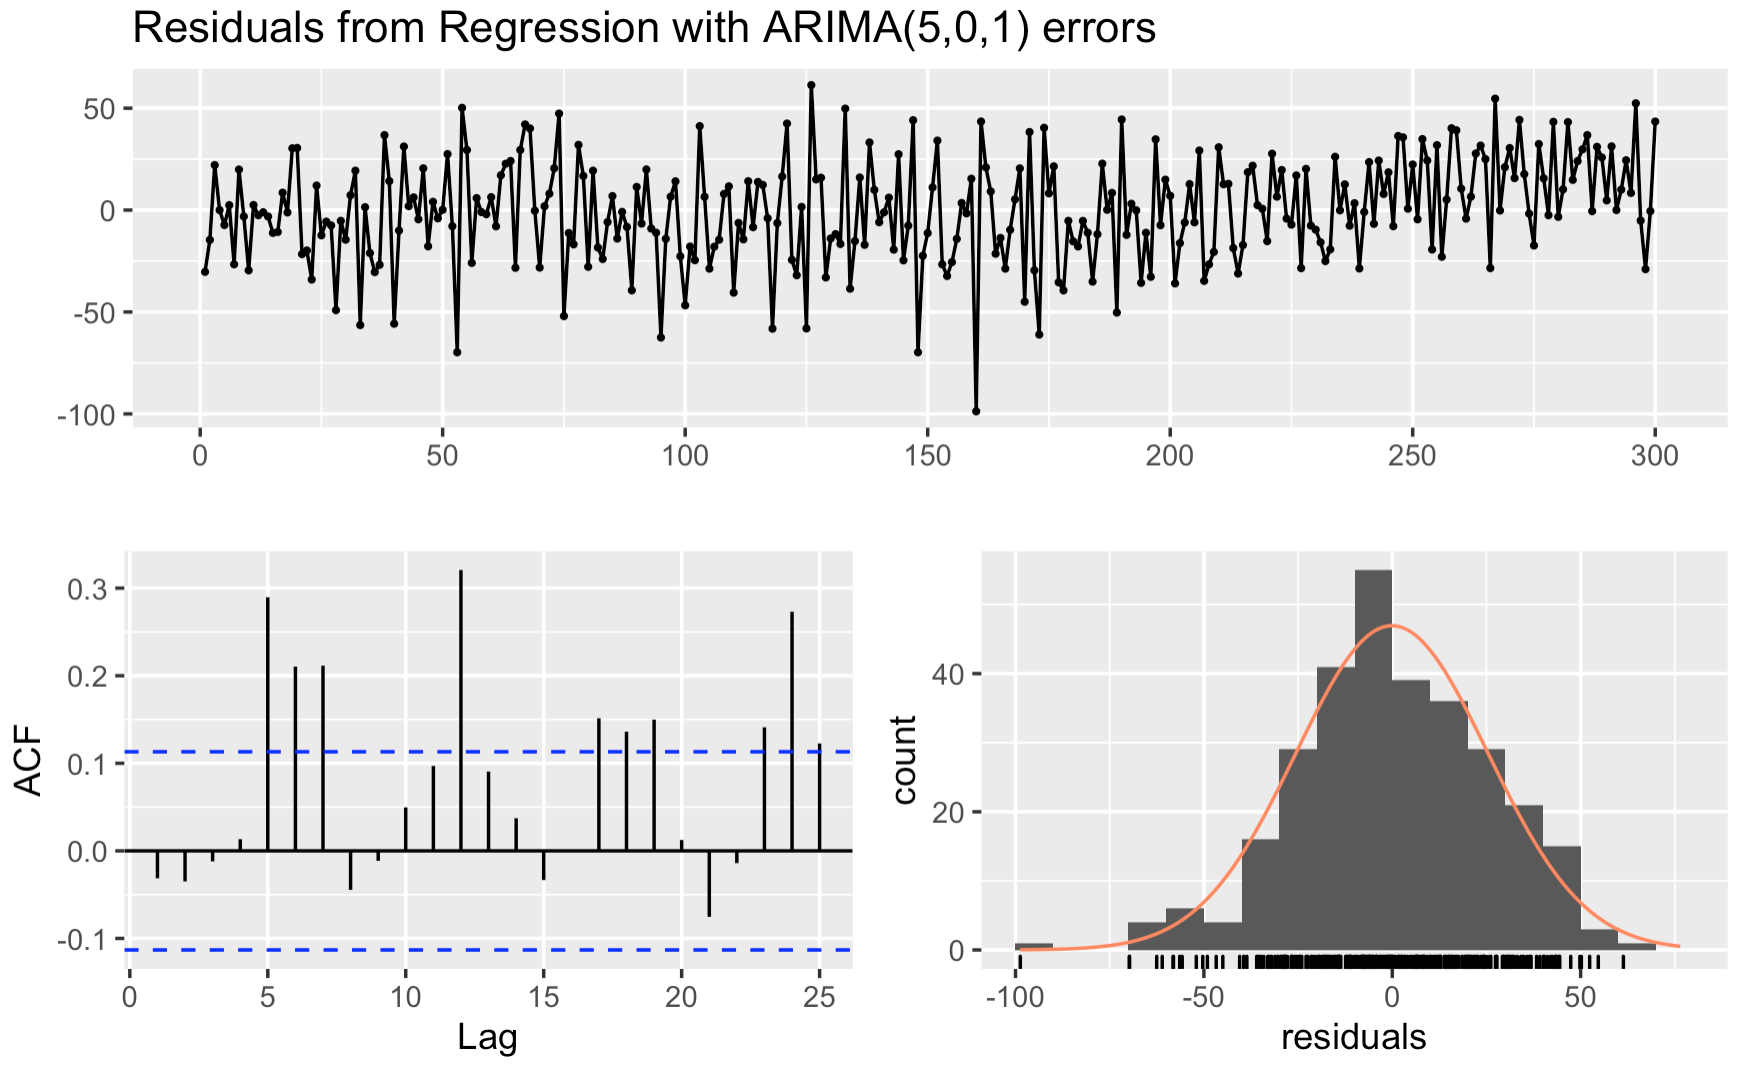 Residuals from Regression with ARIMA(5,0,1) errors
50
0
-50
-100
0 50 100 150 200 250 300
0.3
0.2
0.1
0.0
-0.1
ACF
0 5 10 15 20 25
Lag
40
20
0
count
-100 -50 0 50
residuals